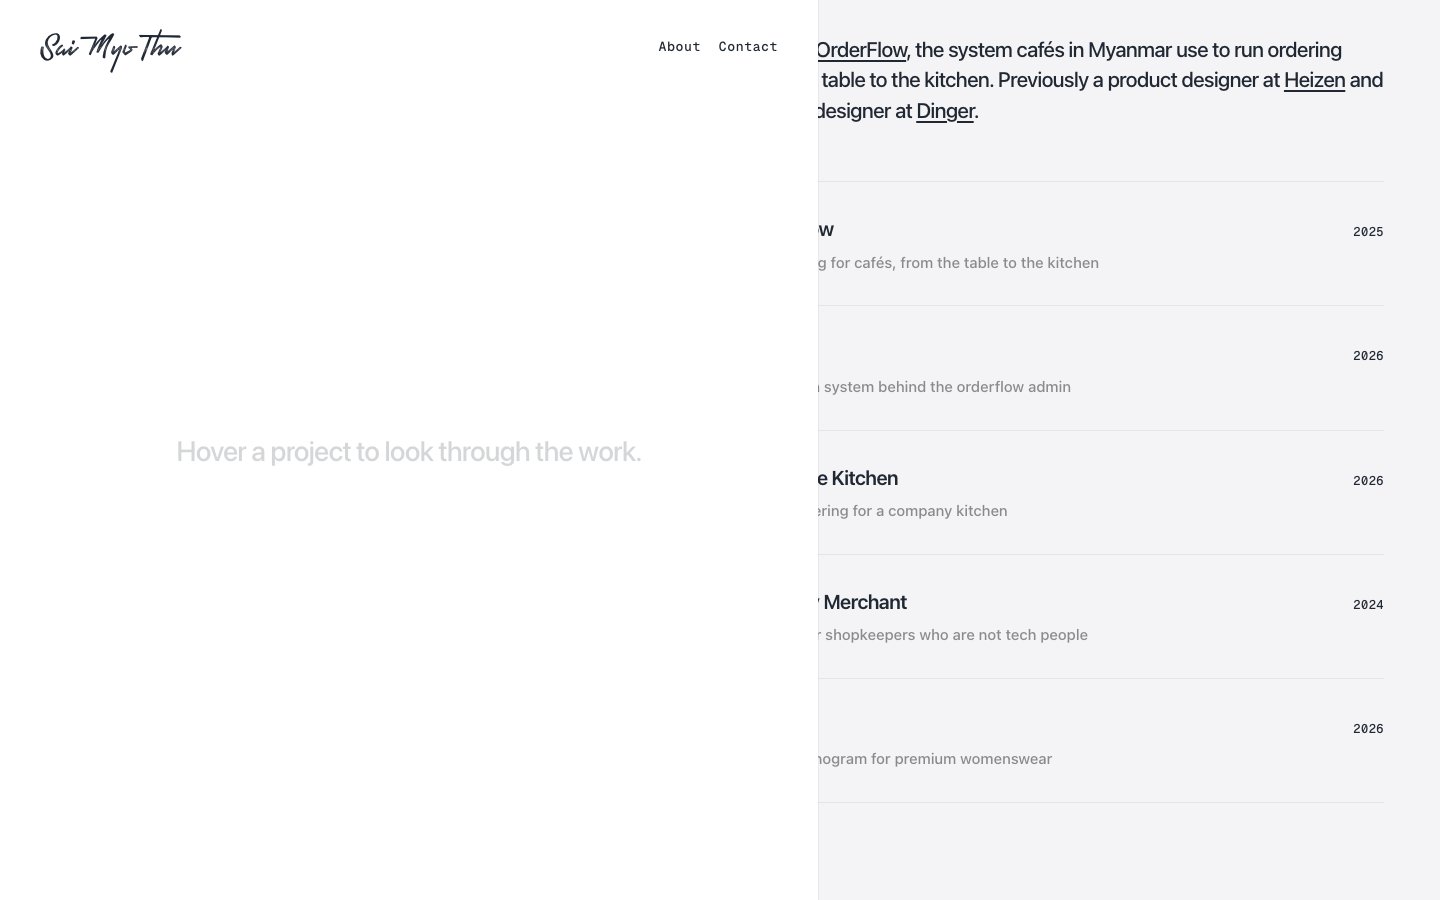 Sai Myo Thu
About Contact
Hover a project to look through the work.
OrderFlow, the system cafés in Myanmar use to run ordering
table to the kitchen. Previously a product designer at Heizen and
designer at Dinger.
2025
for cafés, from the table to the kitchen
2026
system behind the orderflow admin
Kitchen
2026
for a company kitchen
Merchant
2024
shopkeepers who are not tech people
2026
for premium womenswear